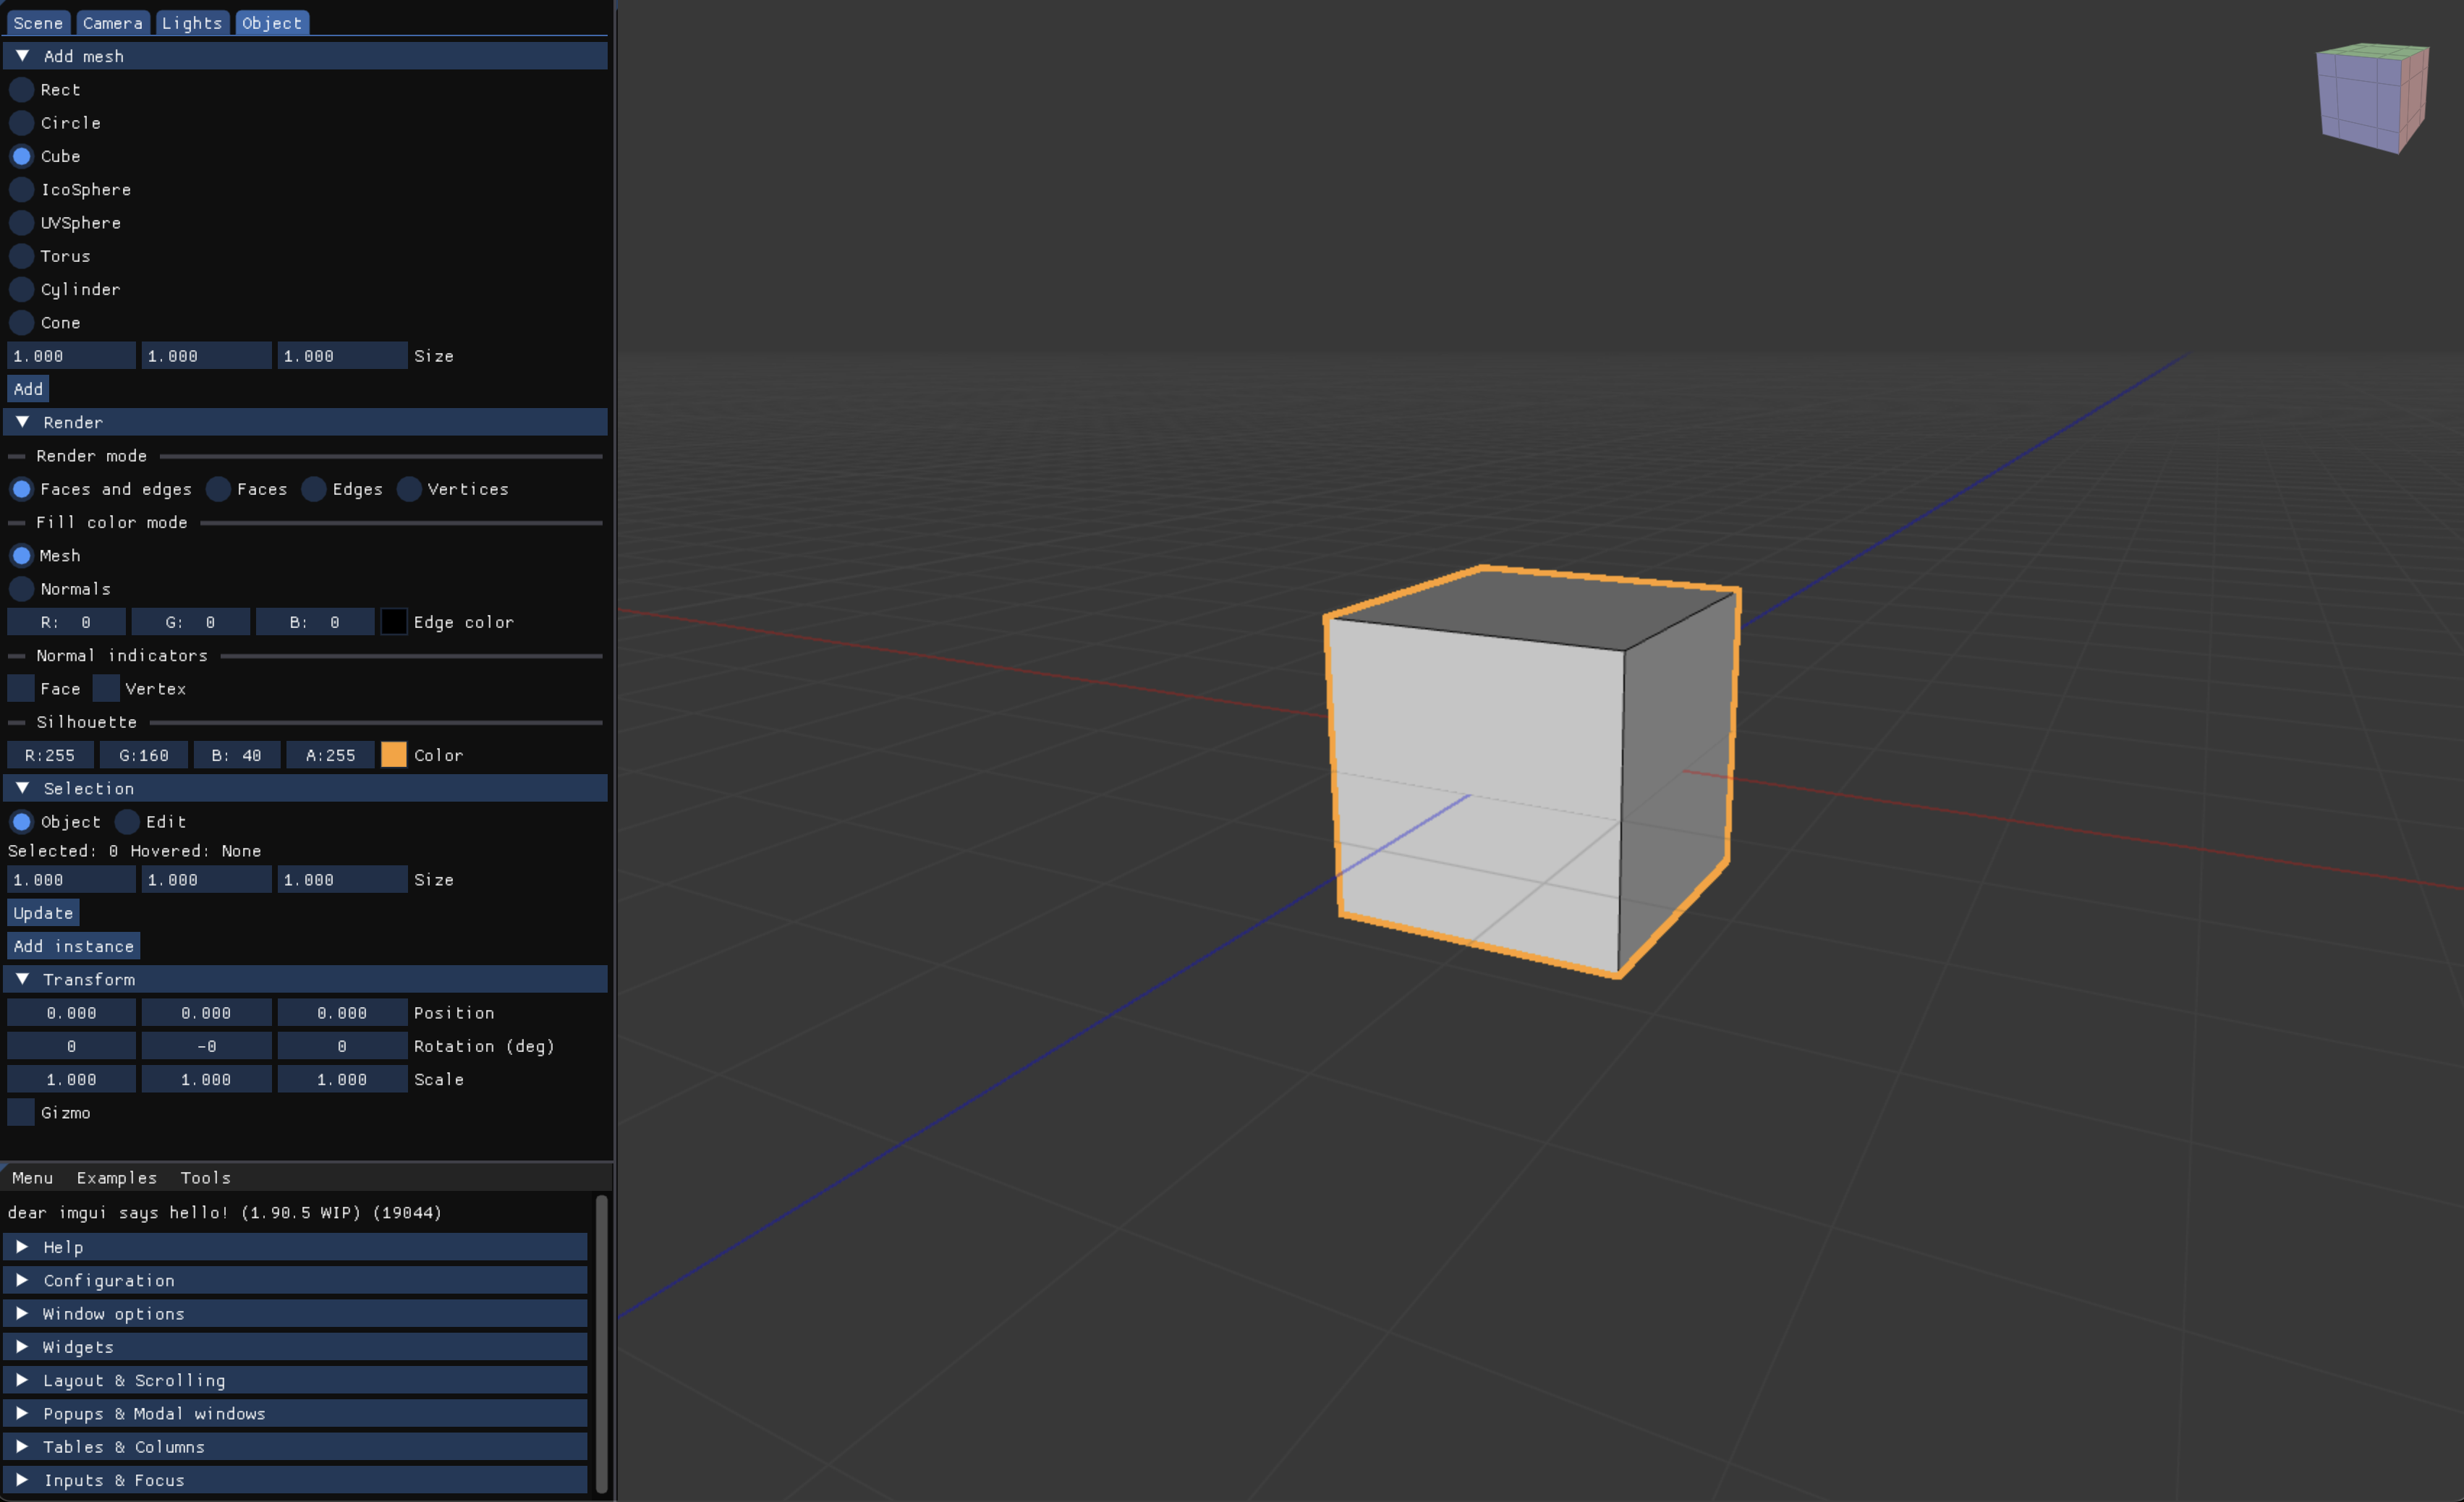 Scene Camera Lights Object
Add mesh
Rect
Circle
Cube
IcoSphere
UVSphere
Torus
Cylinder
Cone
1.000 1.000 1.000 Size
Add
Render
Render mode
Faces and edges Faces Edges Vertices
Fill color mode
Mesh
Normals
R: 0 G: 0 B: 0 Edge color
Normal indicators
Face Vertex
Silhouette
R:255 G:160 B: 40 A:255 Color
Selection
Object Edit
Selected: 0 Hovered: None
1.000 1.000 1.000 Size
Update
Add instance
Transform
0.000 0.000 0.000 Position
0 -0 0 Rotation (deg)
1.000 1.000 1.000 Scale
Gizmo
Menu Examples Tools
dear imgui says hello! (1.90.5 WIP) (19044)
Help
Configuration
Window options
Widgets
Layout & Scrolling
Popups & Modal windows
Tables & Columns
Inputs & Focus